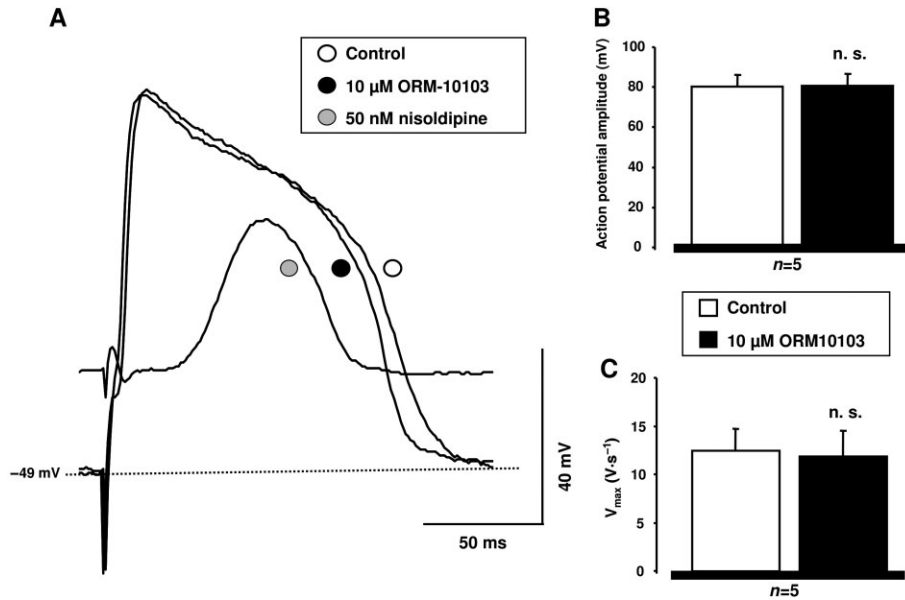 A
Control
10 µM ORM-10103
50 nM nisoldipine
−49 mV
40 mV
50 ms
B
Action potential amplitude (mV)
100
80
60
40
20
0
n. s.
n=5
Control
10 µM ORM10103
C
Vmax (V·s⁻¹)
20
15
10
5
0
n. s.
n=5